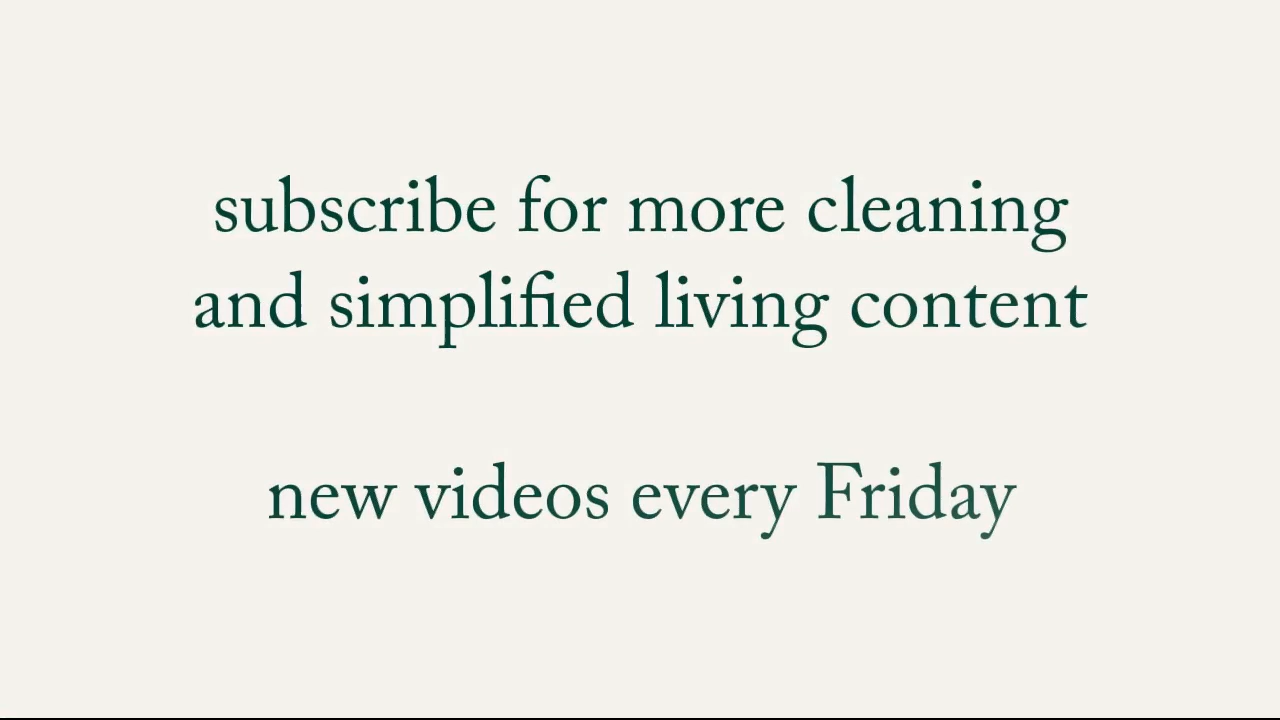 subscribe for more cleaning
and simplified living content
new videos every Friday